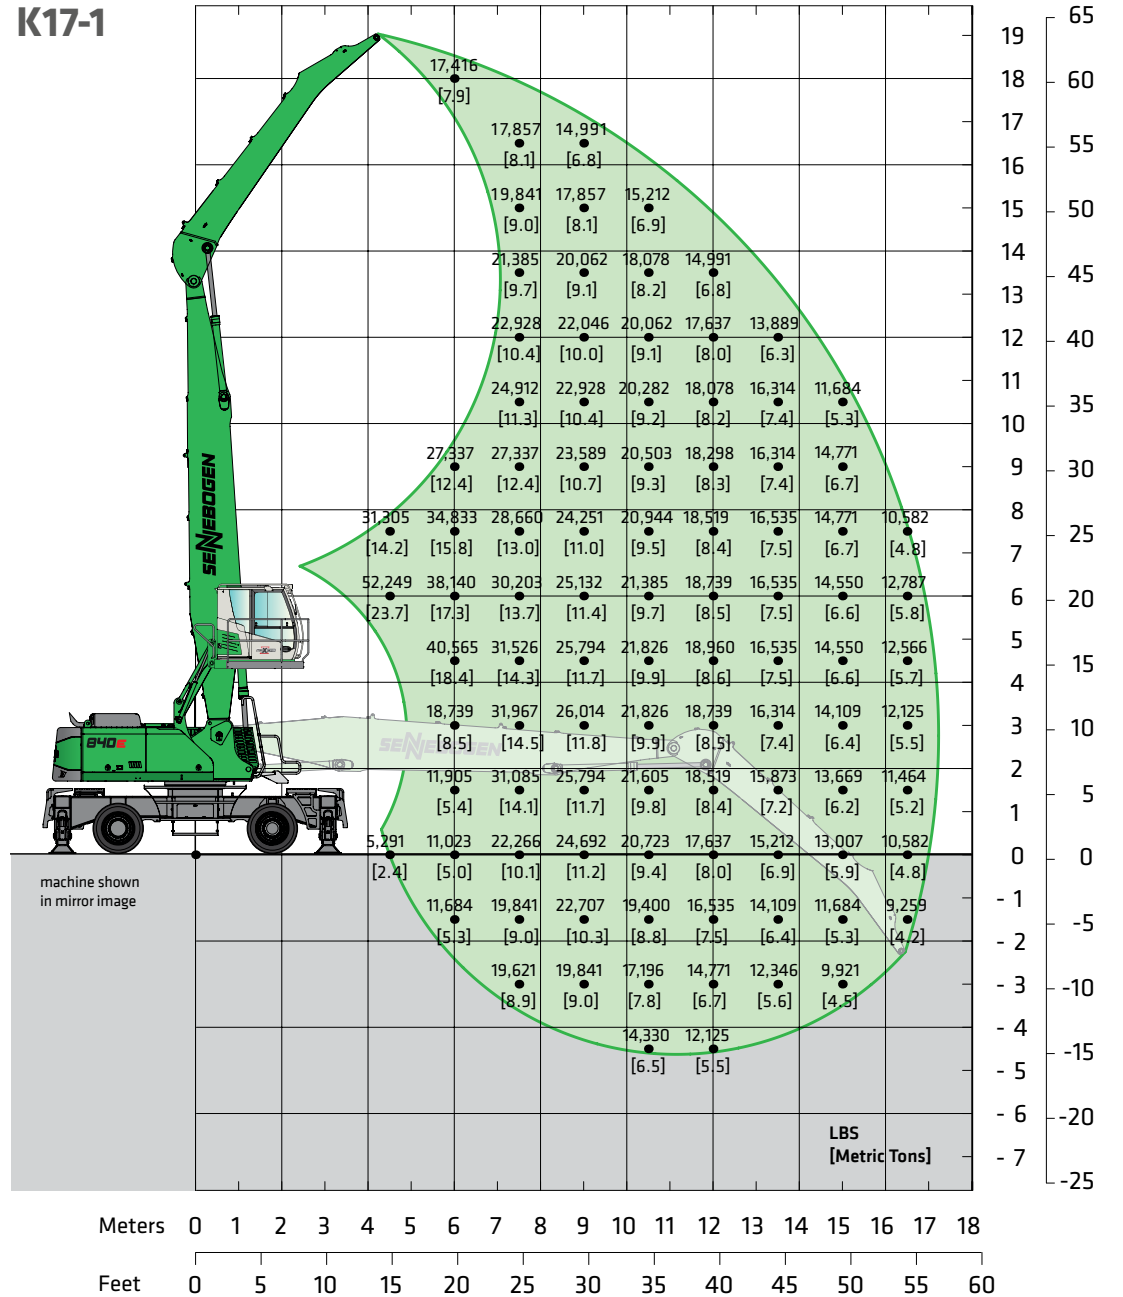 K17-1
65
19
17,416
18
60
[7.9]
17
17,857 14,991
55
[8.1] [6.8]
16
19,841 17,857 15,212
15
50
[9.0] [8.1] [6.9]
14
21,385 20,062 18,078 14,991
45
[9.7] [9.1] [8.2] [6.8]
13
22,928 22,046 20,062 17,637 13,889
12
40
[10.4] [10.0] [9.1] [8.0] [6.3]
11
24,912 22,928 20,282 18,078 16,314 11,684
35
[11.3] [10.4] [9.2] [8.2] [7.4] [5.3]
10
27,337 27,337 23,589 20,503 18,298 16,314 14,771
9
30
[12.4] [12.4] [10.7] [9.3] [8.3] [7.4] [6.7]
SENNEBOGEN
8
31,305 34,833 28,660 24,251 20,944 18,519 16,535 14,771 10,582
25
[14.2] [15.8] [13.0] [11.0] [9.5] [8.4] [7.5] [6.7] [4.8]
7
52,249 38,140 30,203 25,132 21,385 18,739 16,535 14,550 12,787
6
20
[23.7] [17.3] [13.7] [11.4] [9.7] [8.5] [7.5] [6.6] [5.8]
5
40,565 31,526 25,794 21,826 18,960 16,535 14,550 12,566
15
[18.4] [14.3] [11.7] [9.9] [8.6] [7.5] [6.6] [5.7]
4
18,739 31,967 26,014 21,826 18,739 16,314 14,109 12,125
3
10
840E
SENNEBOGEN
[8.5] [14.5] [11.8] [9.9] [8.5] [7.4] [6.4] [5.5]
2
11,905 31,085 25,794 21,605 18,519 15,873 13,669 11,464
5
[5.4] [14.1] [11.7] [9.8] [8.4] [7.2] [6.2] [5.2]
1
5,291 11,023 22,266 24,692 20,723 17,637 15,212 13,007 10,582
0
0
[2.4] [5.0] [10.1] [11.2] [9.4] [8.0] [6.9] [5.9] [4.8]
machine shown
in mirror image
- 1
11,684 19,841 22,707 19,400 16,535 14,109 11,684 9,259
-5
[5.3] [9.0] [10.3] [8.8] [7.5] [6.4] [5.3] [4.2]
- 2
19,621 19,841 17,196 14,771 12,346 9,921
- 3
-10
[8.9] [9.0] [7.8] [6.7] [5.6] [4.5]
- 4
14,330 12,125
-15
[6.5] [5.5]
- 5
- 6
-20
LBS
[Metric Tons]
- 7
-25
Meters 0 1 2 3 4 5 6 7 8 9 10 11 12 13 14 15 16 17 18
Feet 0 5 10 15 20 25 30 35 40 45 50 55 60